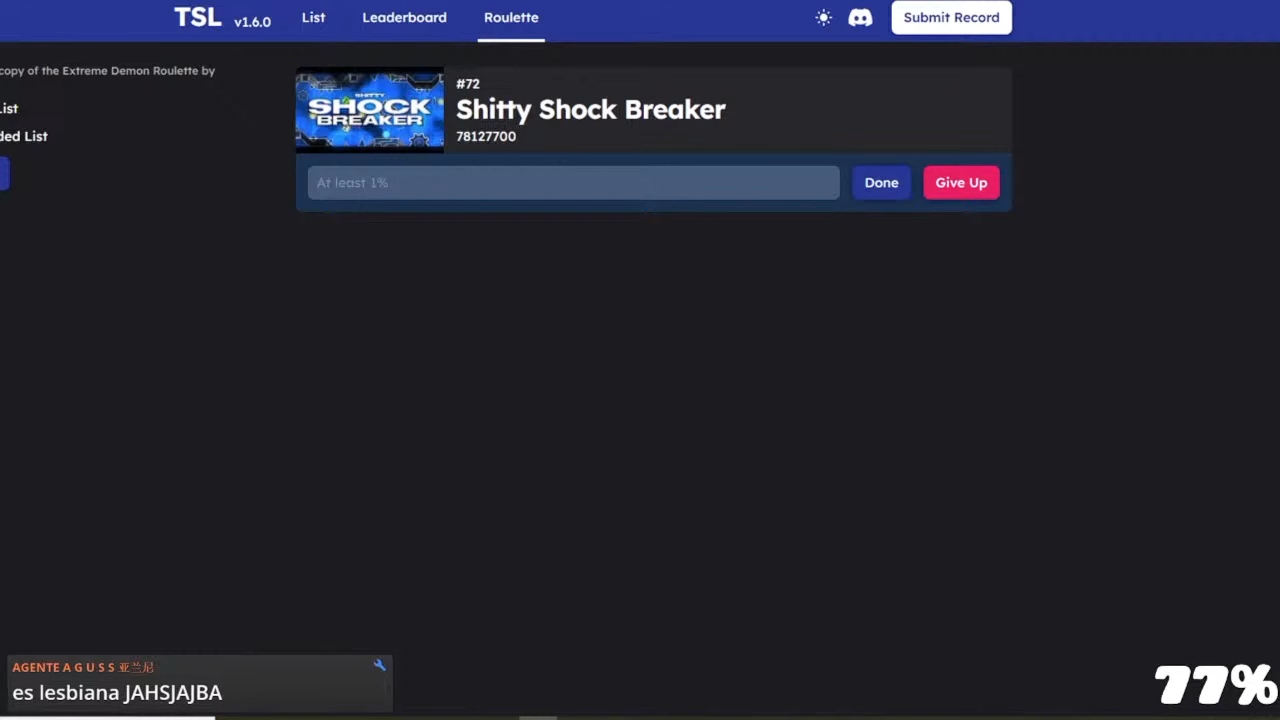 TSL v1.6.0 List Leaderboard Roulette Submit Record
copy of the Extreme Demon Roulette by
List
ded List
SHITTY
SHOCK
BREAKER
#72
Shitty Shock Breaker
78127700
At least 1% Done Give Up
AGENTE A G U S S 亚兰尼
es lesbiana JAHSJAJBA
77%